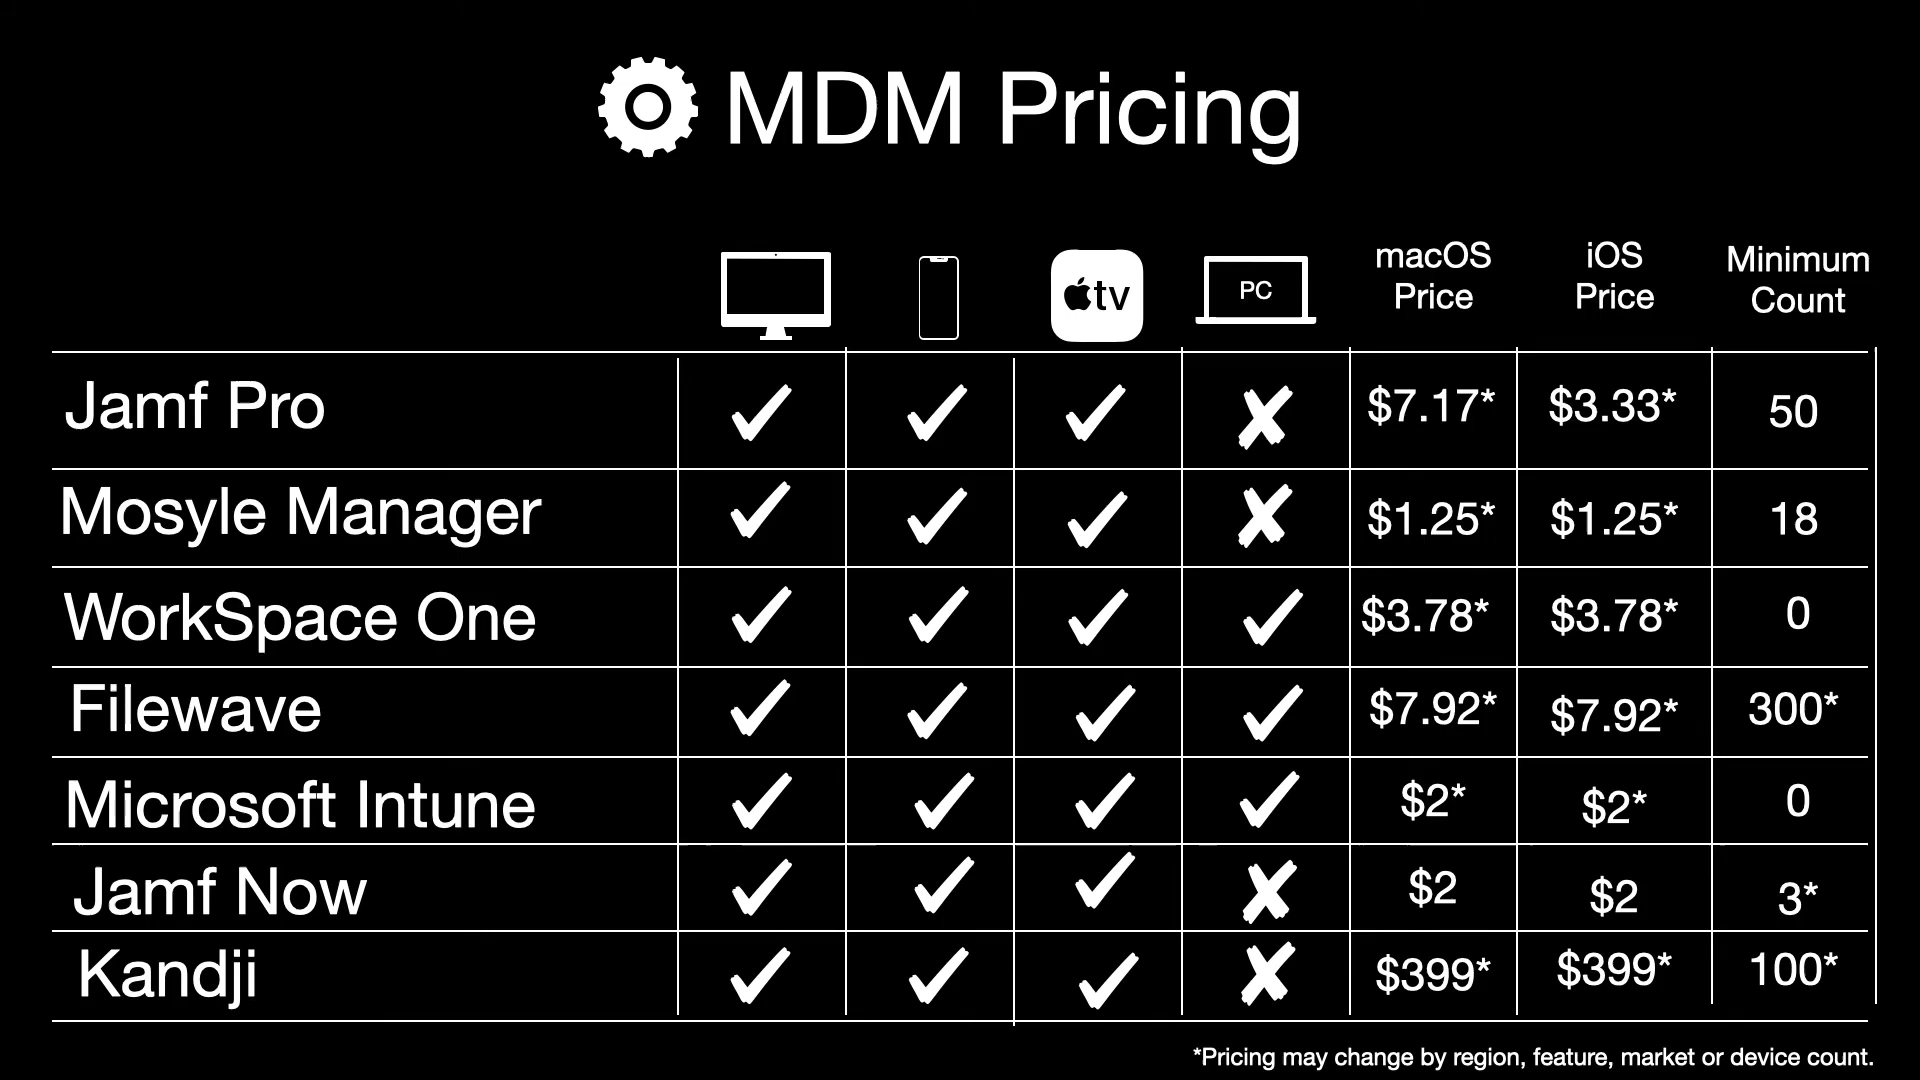 MDM Pricing
tv
PC
macOS
Price
iOS
Price
Minimum
Count
Jamf Pro $7.17* $3.33* 50
Mosyle Manager $1.25* $1.25* 18
WorkSpace One $3.78* $3.78* 0
Filewave $7.92* $7.92* 300*
Microsoft Intune $2* $2* 0
Jamf Now $2 $2 3*
Kandji $399* $399* 100*
*Pricing may change by region, feature, market or device count.